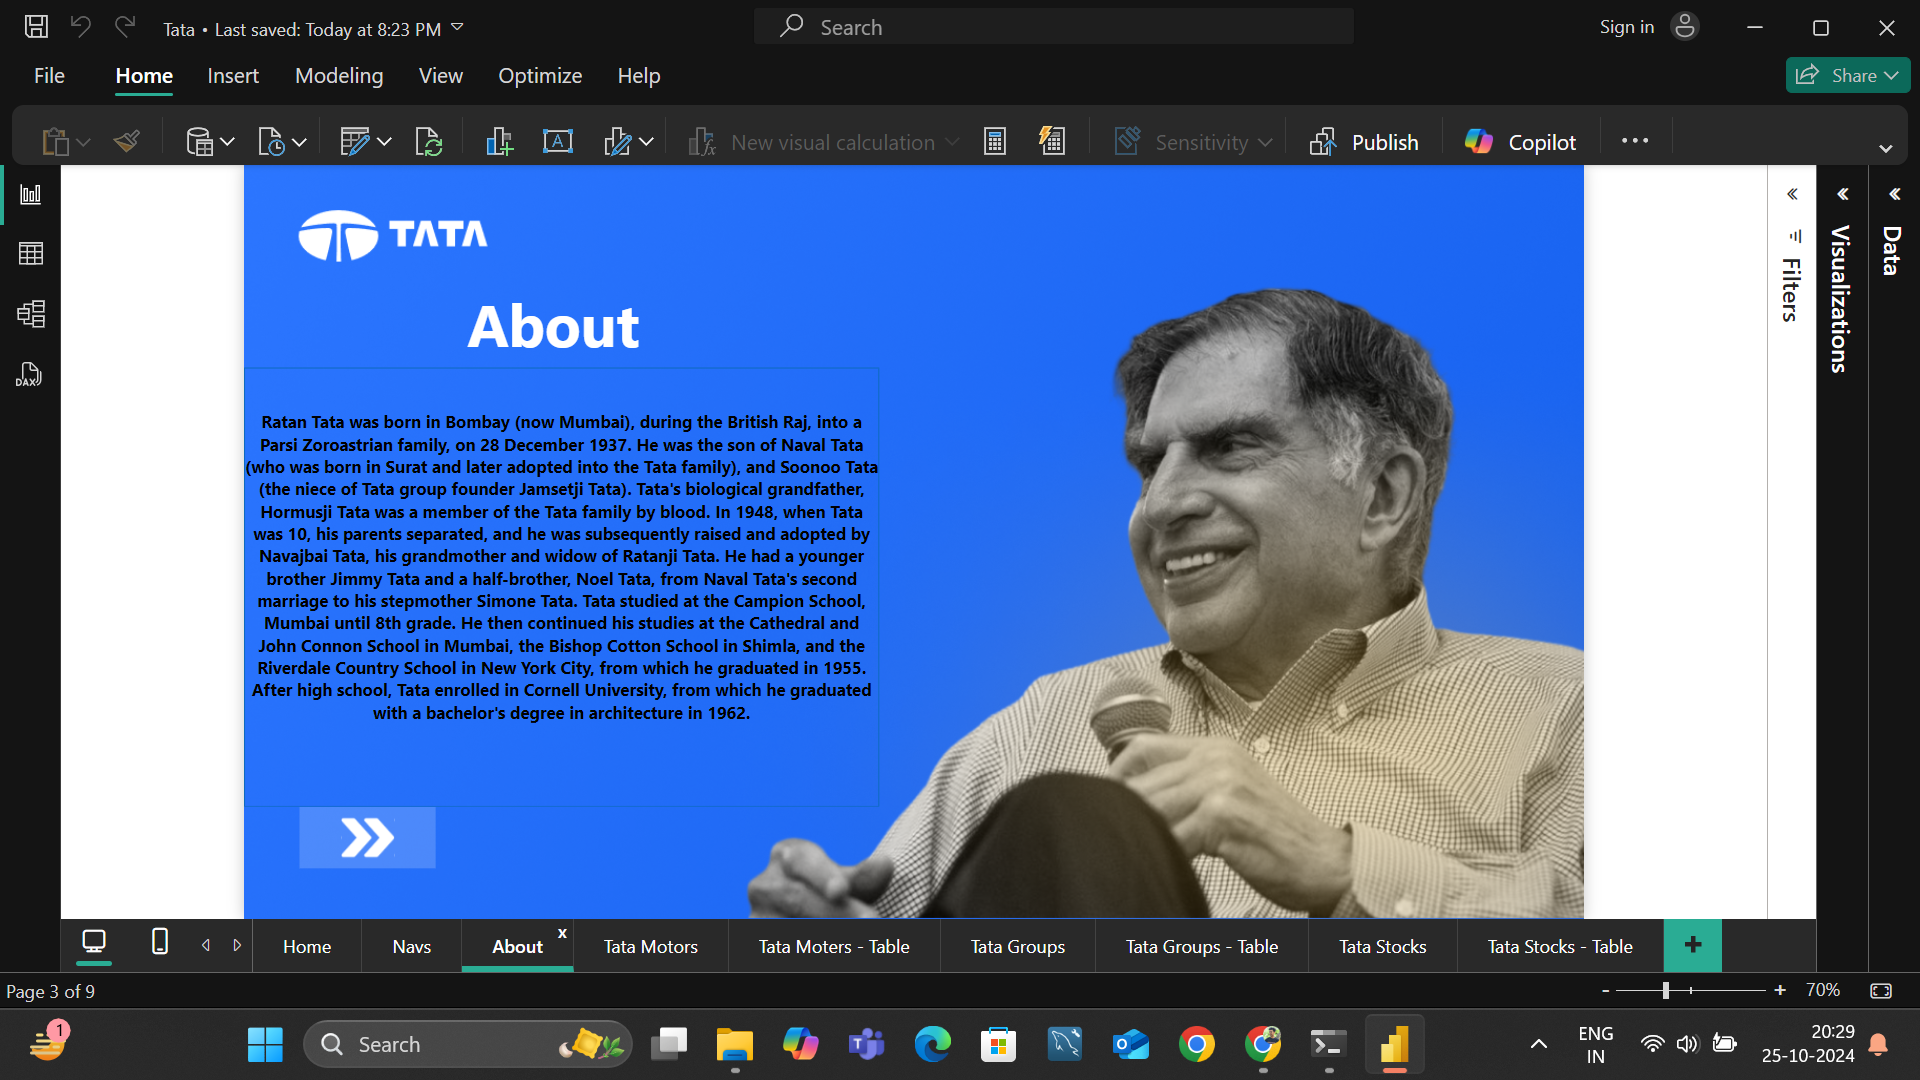 Tata • Last saved: Today at 8:23 PM
Search
Sign in
File
Home
Insert
Modeling
View
Optimize
Help
Share
New visual calculation
Sensitivity
Publish
Copilot
DAX
TATA
About
Ratan Tata was born in Bombay (now Mumbai), during the British Raj, into a
Parsi Zoroastrian family, on 28 December 1937. He was the son of Naval Tata
(who was born in Surat and later adopted into the Tata family), and Soonoo Tata
(the niece of Tata group founder Jamsetji Tata). Tata's biological grandfather,
Hormusji Tata was a member of the Tata family by blood. In 1948, when Tata
was 10, his parents separated, and he was subsequently raised and adopted by
Navajbai Tata, his grandmother and widow of Ratanji Tata. He had a younger
brother Jimmy Tata and a half-brother, Noel Tata, from Naval Tata's second
marriage to his stepmother Simone Tata. Tata studied at the Campion School,
Mumbai until 8th grade. He then continued his studies at the Cathedral and
John Connon School in Mumbai, the Bishop Cotton School in Shimla, and the
Riverdale Country School in New York City, from which he graduated in 1955.
After high school, Tata enrolled in Cornell University, from which he graduated
with a bachelor's degree in architecture in 1962.
Filters
Visualizations
Data
Home
Navs
About
x
Tata Motors
Tata Moters - Table
Tata Groups
Tata Groups - Table
Tata Stocks
Tata Stocks - Table
+
Page 3 of 9
- + 70%
1
Search
ENG
IN
20:29
25-10-2024